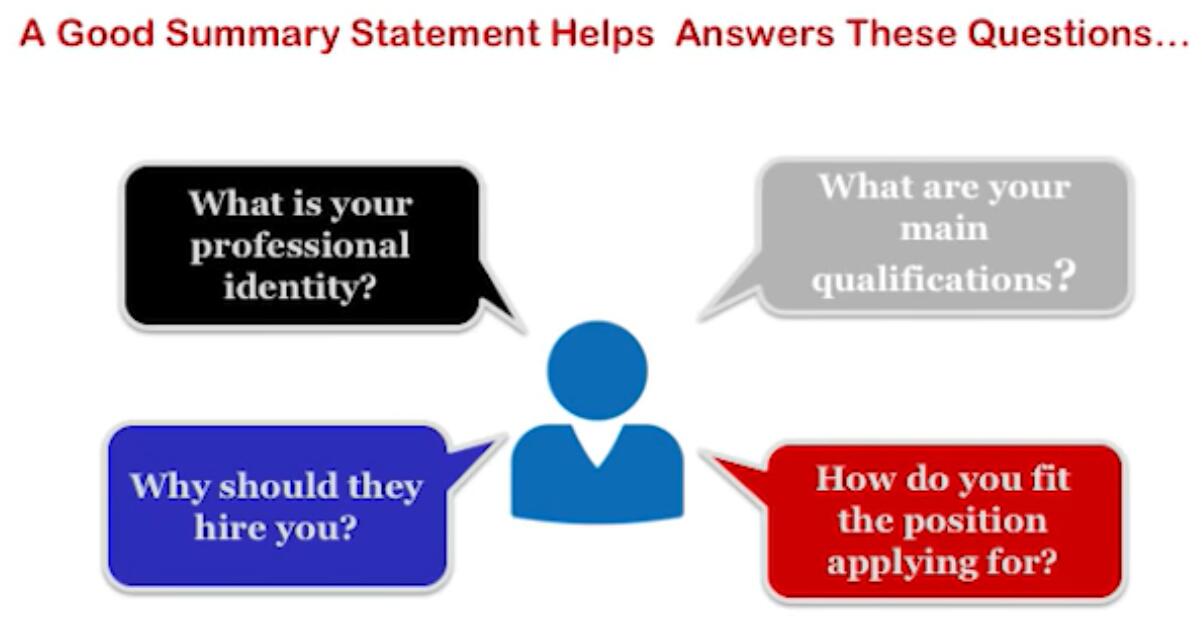 A Good Summary Statement Helps Answers These Questions...
What is your
professional
identity?
What are your
main
qualifications?
Why should they
hire you?
How do you fit
the position
applying for?